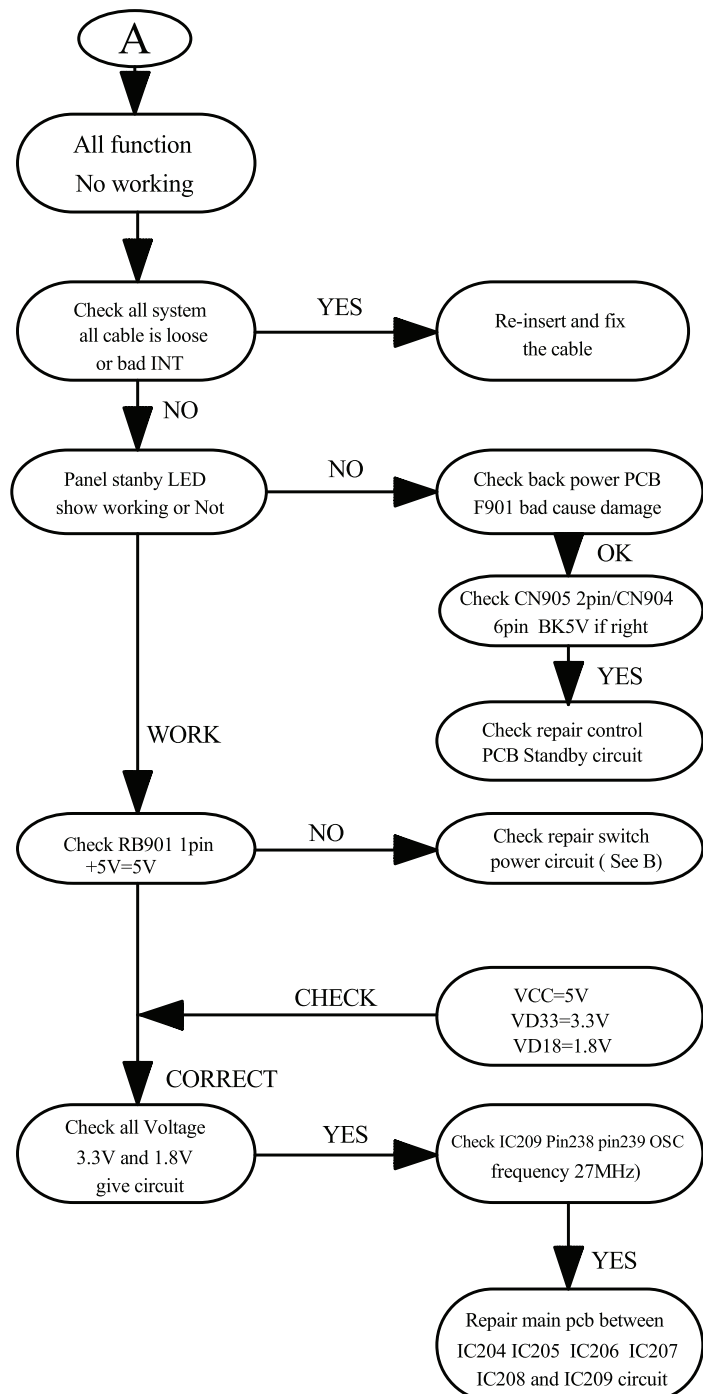 A
All function
No working
Check all system
all cable is loose
or bad INT
YES
Re-insert and fix
the cable
NO
Panel stanby LED
show working or Not
NO
Check back power PCB
F901 bad cause damage
OK
Check CN905 2pin/CN904
6pin BK5V if right
YES
Check repair control
PCB Standby circuit
WORK
Check RB901 1pin
+5V=5V
NO
Check repair switch
power circuit ( See B)
CHECK
VCC=5V
VD33=3.3V
VD18=1.8V
CORRECT
Check all Voltage
3.3V and 1.8V
give circuit
YES
Check IC209 Pin238 pin239 OSC
frequency 27MHz)
YES
Repair main pcb between
IC204 IC205 IC206 IC207
IC208 and IC209 circuit